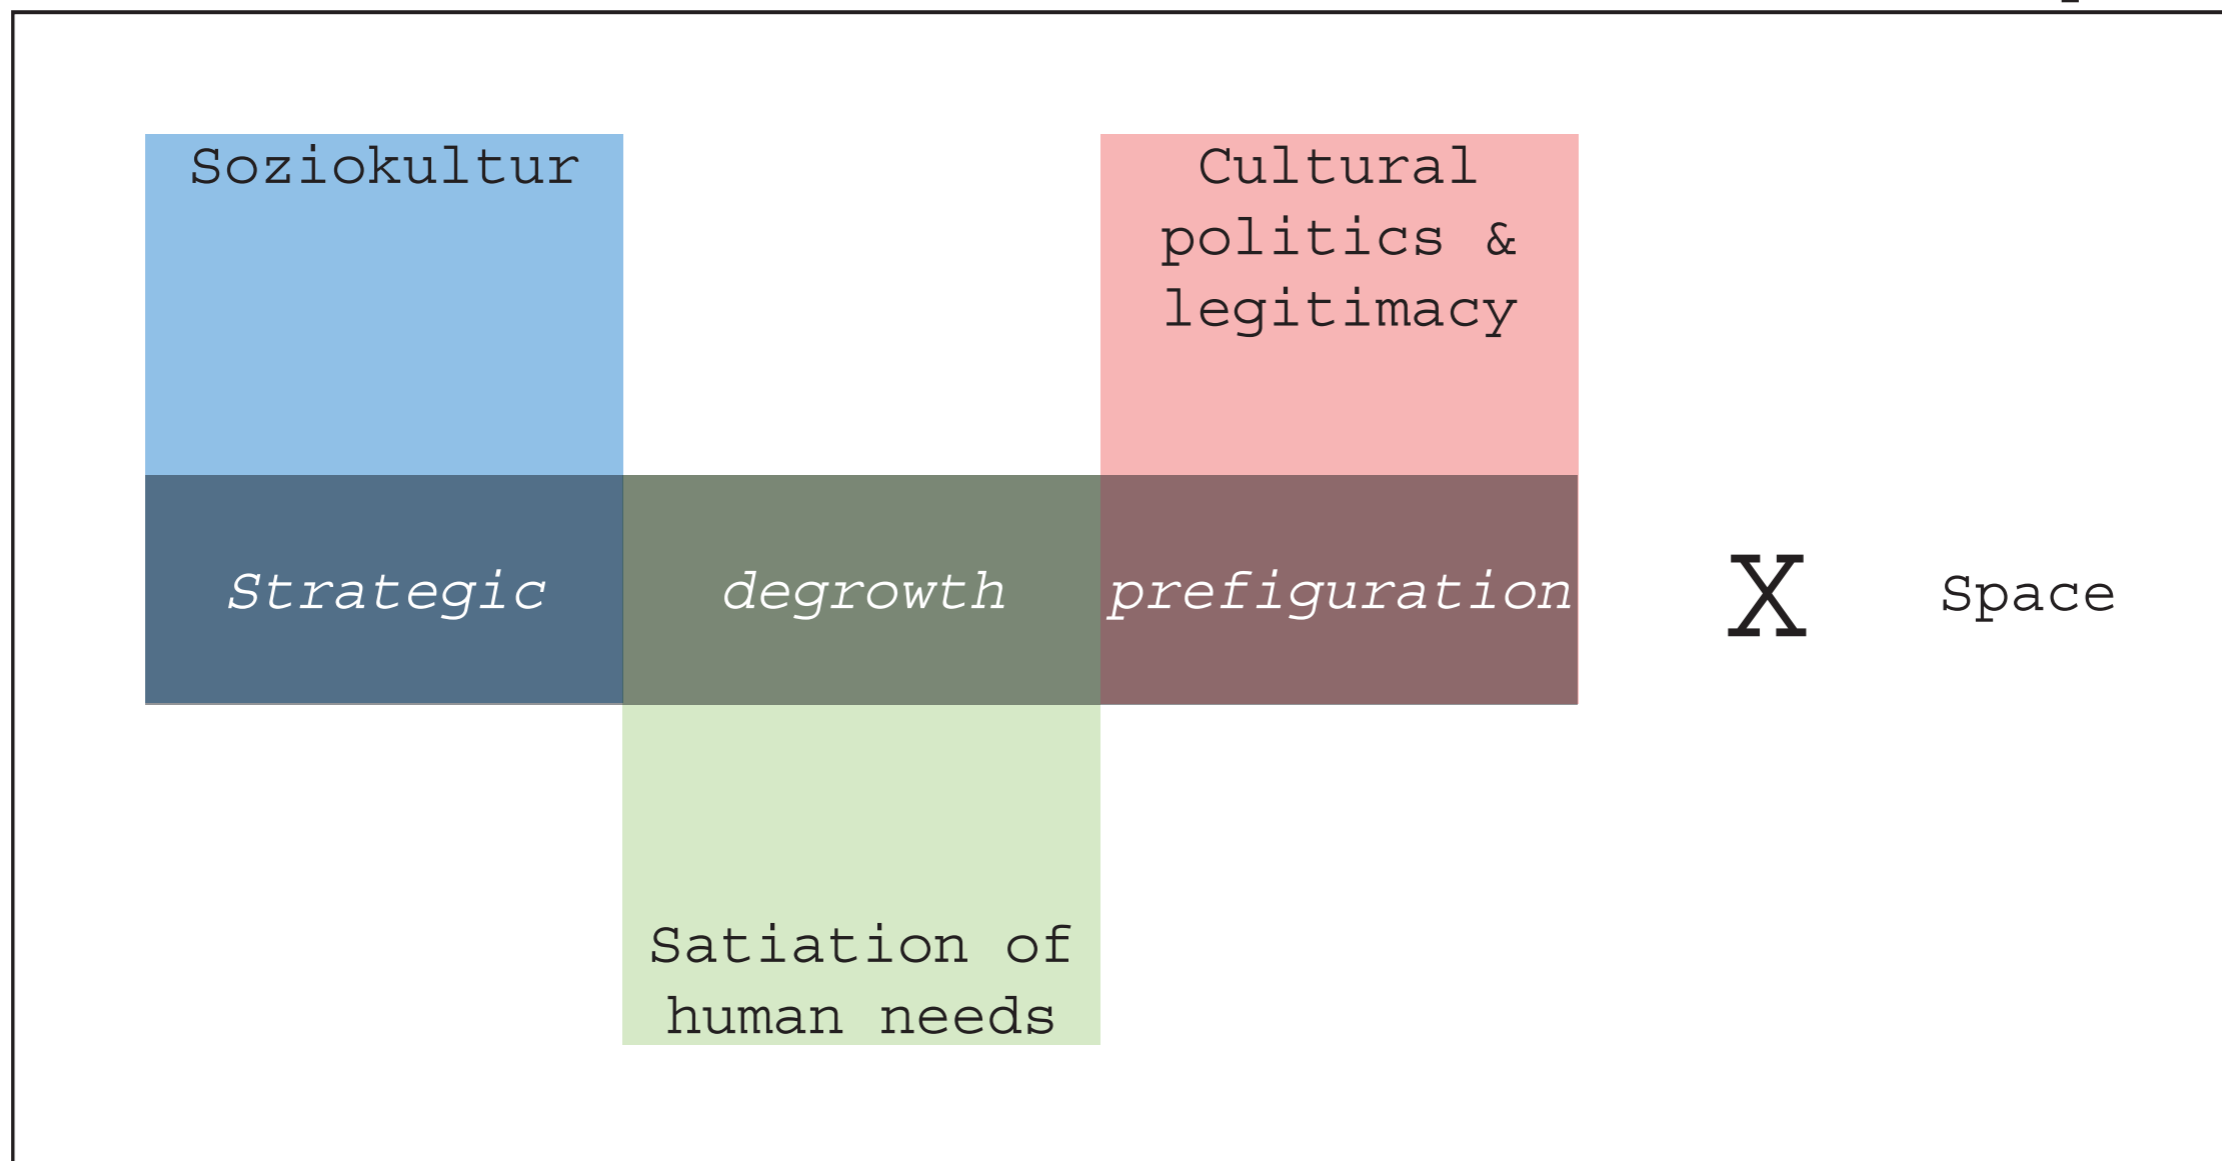 Soziokultur
Cultural
politics &
legitimacy
Strategic degrowth prefiguration X Space
Satiation of
human needs